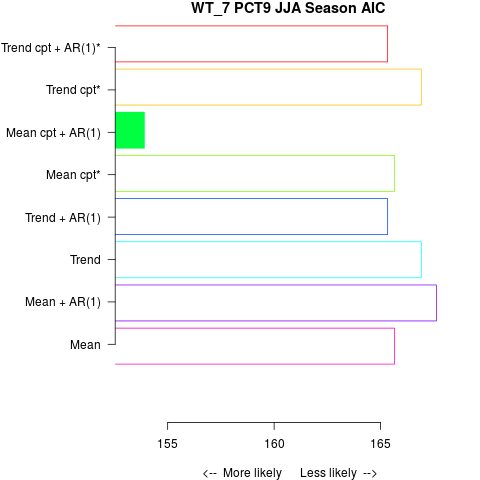 WT_7 PCT9 JJA Season AIC
Trend cpt + AR(1)*
Trend cpt*
Mean cpt + AR(1)
Mean cpt*
Trend + AR(1)
Trend
Mean + AR(1)
Mean
155 160 165
<-- More likely Less likely -->